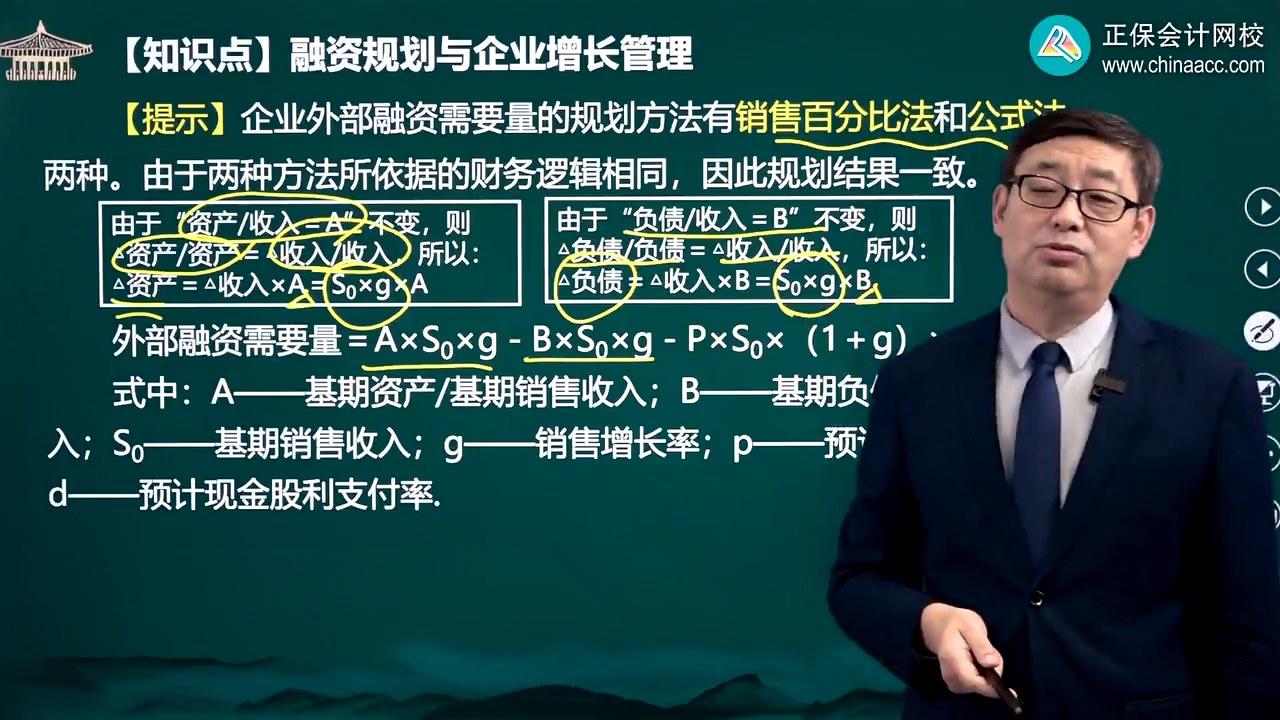 【知识点】融资规划与企业增长管理
正保会计网校
www.chinaacc.com
【提示】企业外部融资需要量的规划方法有销售百分比法和公式法
两种。由于两种方法所依据的财务逻辑相同，因此规划结果一致。
由于“资产/收入＝A”不变，则
△资产/资产＝△收入/收入，所以：
△资产＝△收入×A＝S₀×g×A
由于“负债/收入＝B”不变，则
△负债/负债＝△收入/收入，所以：
△负债＝△收入×B＝S₀×g×B
外部融资需要量＝A×S₀×g－B×S₀×g－P×S₀×（1＋g）
式中：A——基期资产/基期销售收入；B——基期负
入；S₀——基期销售收入；g——销售增长率；p——预
d——预计现金股利支付率.